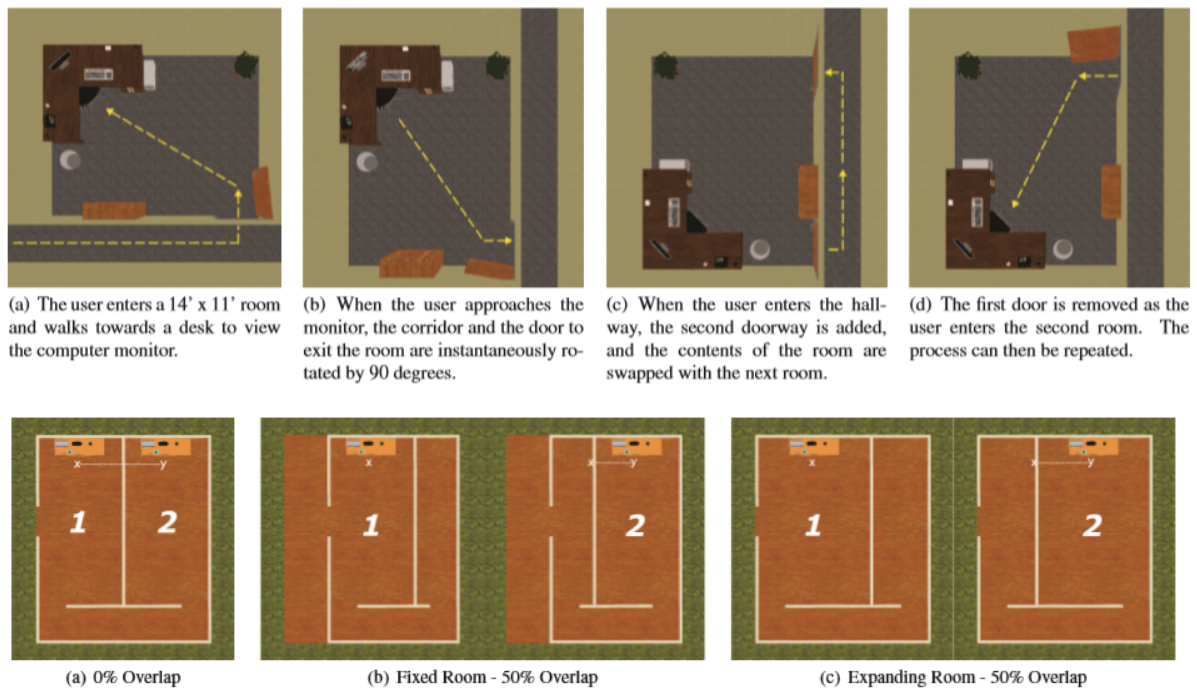 (a) The user enters a 14' x 11' room
and walks towards a desk to view
the computer monitor.
(b) When the user approaches the
monitor, the corridor and the door to
exit the room are instantaneously ro-
tated by 90 degrees.
(c) When the user enters the hall-
way, the second doorway is added,
and the contents of the room are
swapped with the next room.
(d) The first door is removed as the
user enters the second room. The
process can then be repeated.
x y
1 2
x
1
x y
2
x
1
x y
2
(a) 0% Overlap
(b) Fixed Room - 50% Overlap
(c) Expanding Room - 50% Overlap